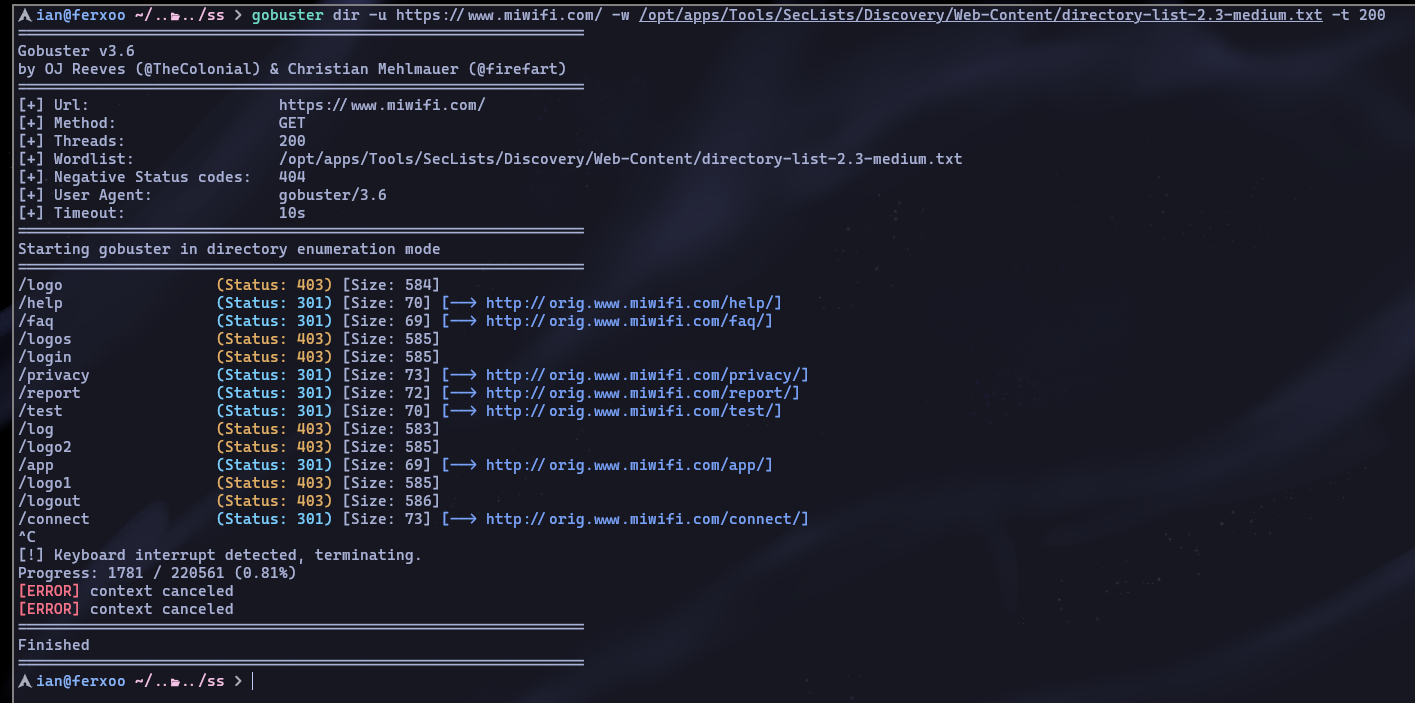 ian@ferxoo ~/../../ss > gobuster dir -u https://www.miwifi.com/ -w /opt/apps/Tools/SecLists/Discovery/Web-Content/directory-list-2.3-medium.txt -t 200
===============================================================
Gobuster v3.6
by OJ Reeves (@TheColonial) & Christian Mehlmauer (@firefart)
===============================================================
[+] Url:                     https://www.miwifi.com/
[+] Method:                  GET
[+] Threads:                 200
[+] Wordlist:                /opt/apps/Tools/SecLists/Discovery/Web-Content/directory-list-2.3-medium.txt
[+] Negative Status codes:   404
[+] User Agent:              gobuster/3.6
[+] Timeout:                 10s
===============================================================
Starting gobuster in directory enumeration mode
===============================================================
/logo                 (Status: 403) [Size: 584]
/help                 (Status: 301) [Size: 70] [--> http://orig.www.miwifi.com/help/]
/faq                  (Status: 301) [Size: 69] [--> http://orig.www.miwifi.com/faq/]
/logos                (Status: 403) [Size: 585]
/login                (Status: 403) [Size: 585]
/privacy              (Status: 301) [Size: 73] [--> http://orig.www.miwifi.com/privacy/]
/report               (Status: 301) [Size: 72] [--> http://orig.www.miwifi.com/report/]
/test                 (Status: 301) [Size: 70] [--> http://orig.www.miwifi.com/test/]
/log                  (Status: 403) [Size: 583]
/logo2                (Status: 403) [Size: 585]
/app                  (Status: 301) [Size: 69] [--> http://orig.www.miwifi.com/app/]
/logo1                (Status: 403) [Size: 585]
/logout               (Status: 403) [Size: 586]
/connect              (Status: 301) [Size: 73] [--> http://orig.www.miwifi.com/connect/]
^C
[!] Keyboard interrupt detected, terminating.
Progress: 1781 / 220561 (0.81%)
[ERROR] context canceled
[ERROR] context canceled
===============================================================
Finished
===============================================================
ian@ferxoo ~/../../ss >